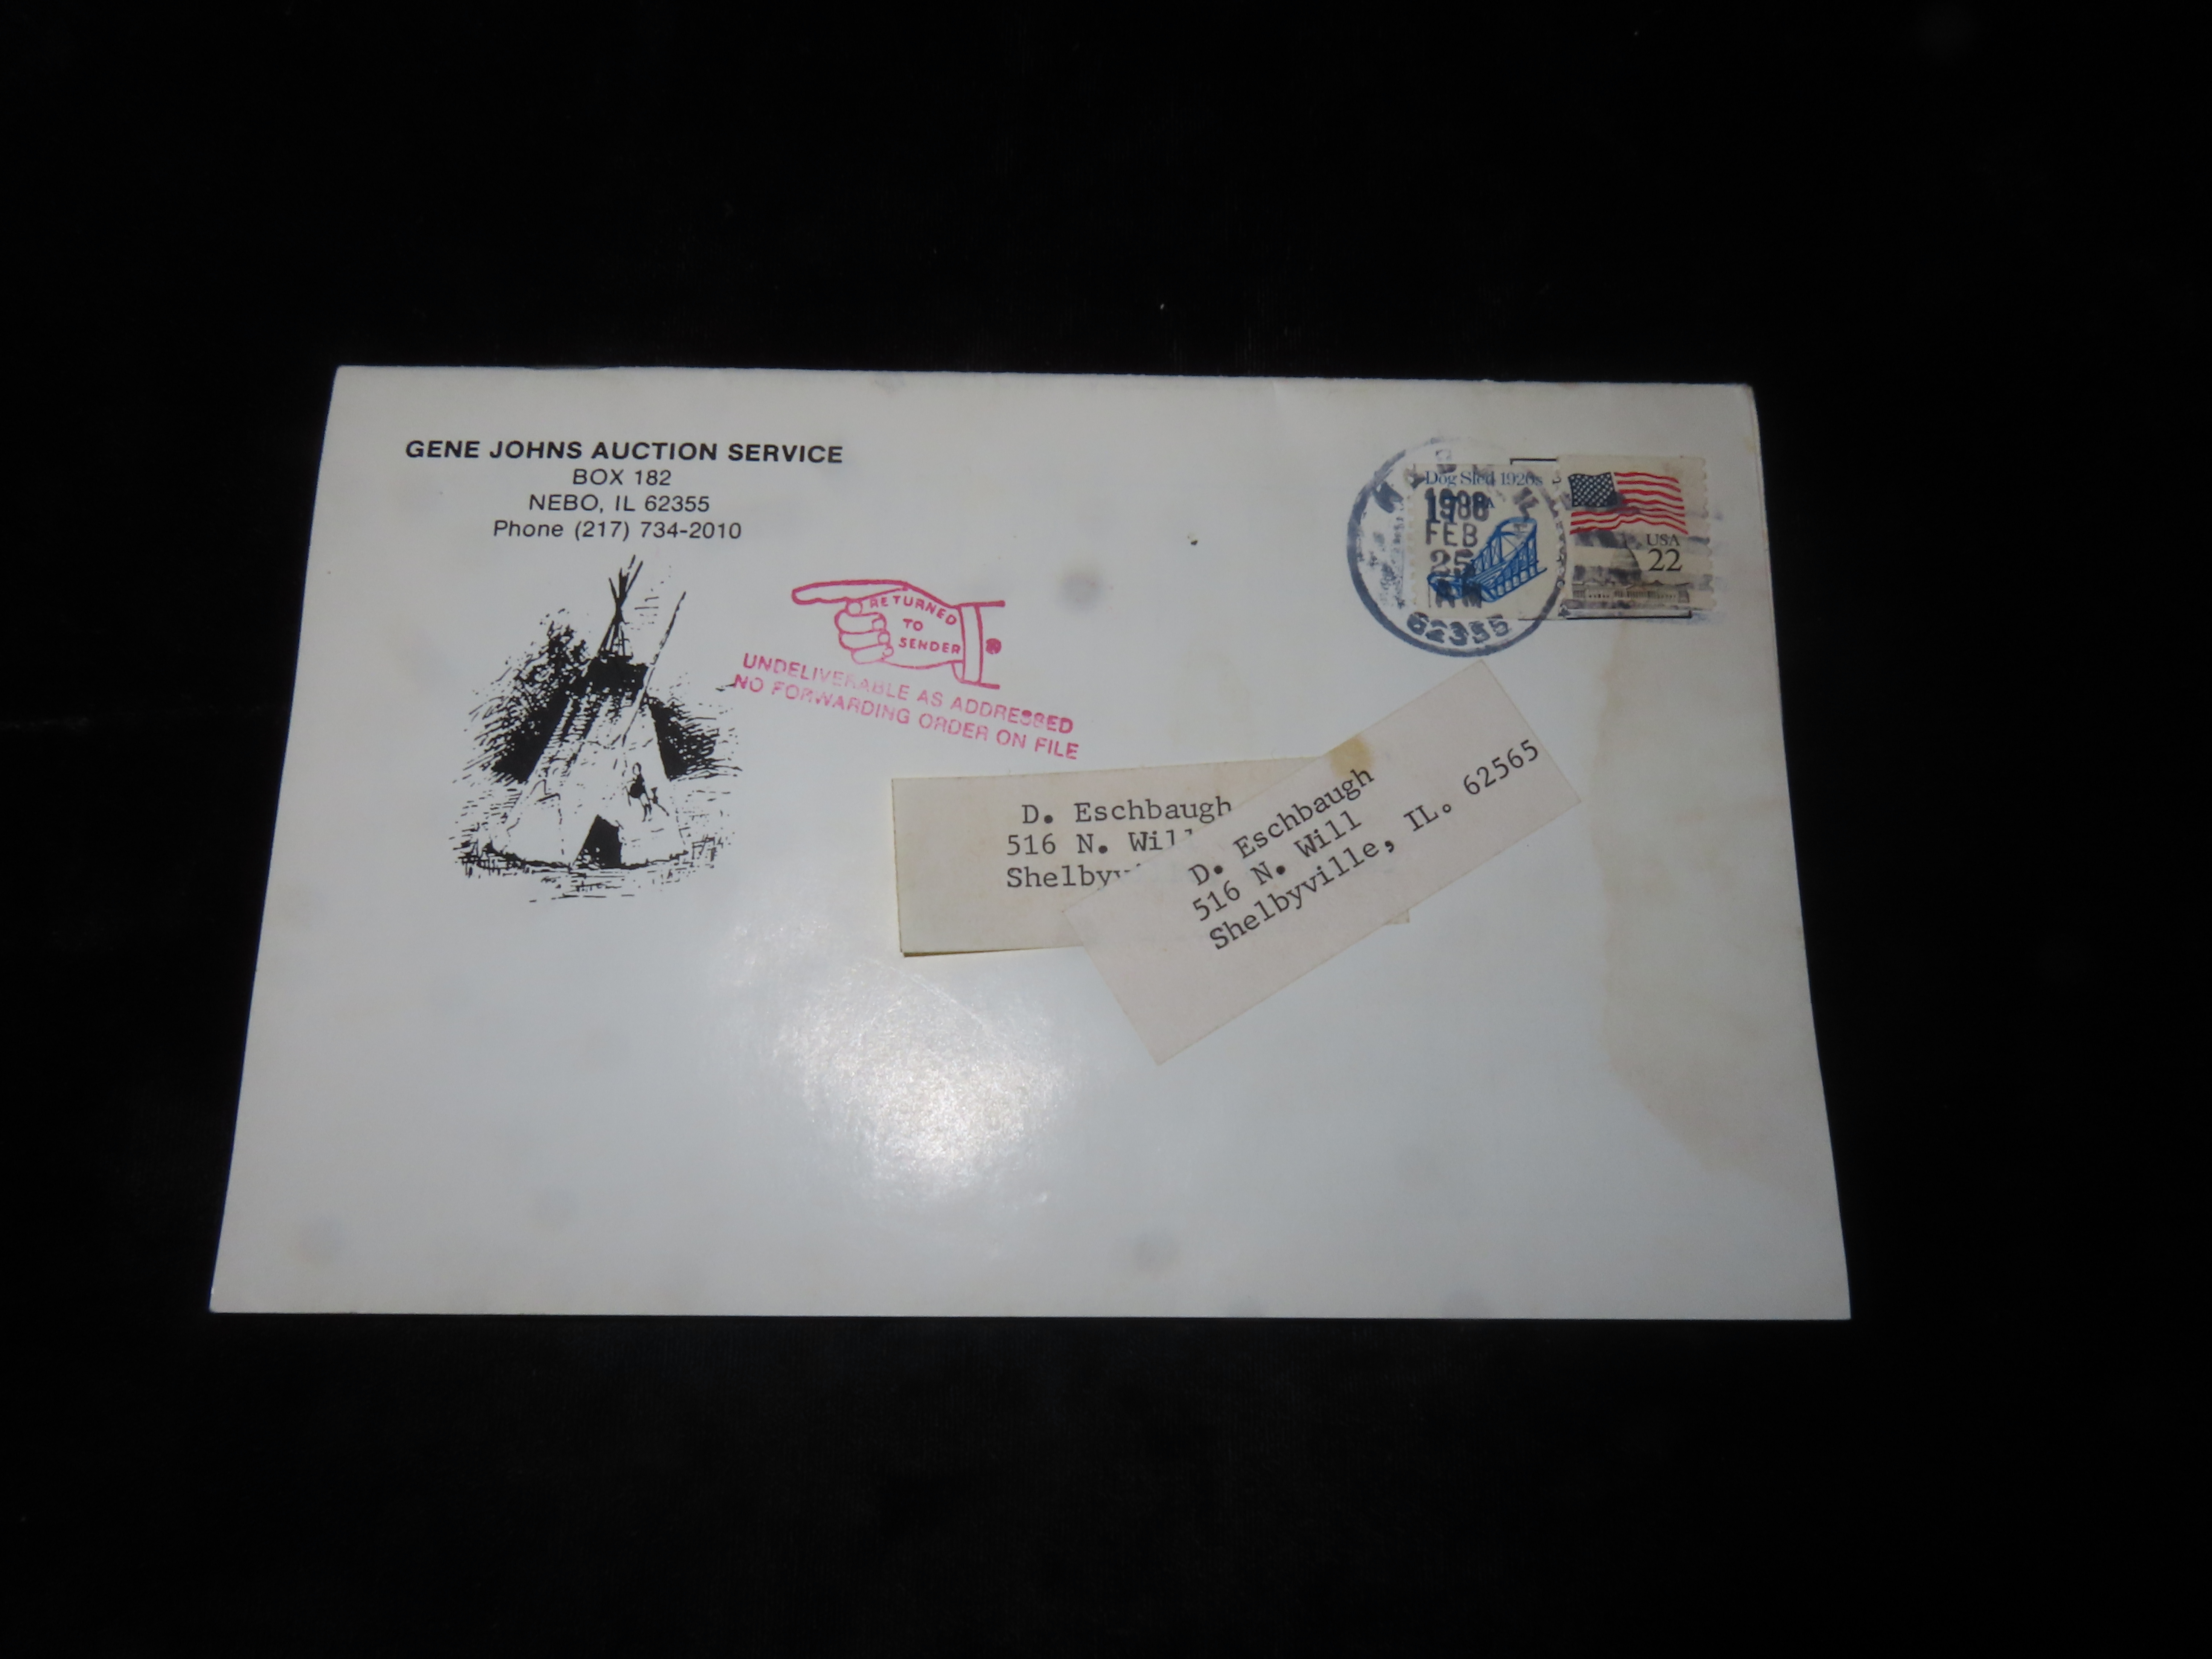 GENE JOHNS AUCTION SERVICE
BOX 182
NEBO, IL 62355
Phone (217) 734-2010
RETURNED
TO
SENDER
UNDELIVERABLE AS ADDRESSED
NO FORWARDING ORDER ON FILE
Dog Sled 1920s
1988
FEB
25
AM
62355
USA
22
D. Eschbaugh
516 N. Will
Shelbyv
D. Eschbaugh
516 N. Will
Shelbyville, IL. 62565